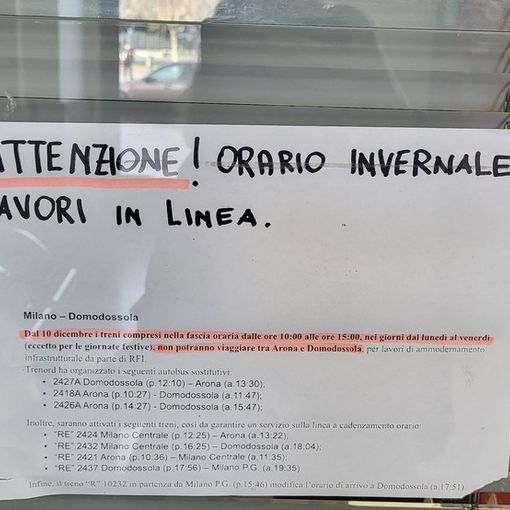 ATTENZIONE! ORARIO INVERNALE
LAVORI IN LINEA.
Milano – Domodossola
Dal 10 dicembre i treni compresi nella fascia oraria dalle ore 10:00 alle ore 15:00, nei giorni dal lunedì al venerdì
(eccetto per le giornate festive), non potranno viaggiare tra Arona e Domodossola, per lavori di ammodernamento
infrastrutturale da parte di RFI.
Trenord ha organizzato i seguenti autobus sostitutivi:
• 2427A Domodossola (p.12:10) – Arona (a.13:30);
• 2418A Arona (p.10:27) - Domodossola (a.11:47);
• 2426A Arona (p.14:27) - Domodossola (a.15:47);
Inoltre, saranno attivati i seguenti treni, così da garantire un servizio sulla linea a cadenzamento orario:
• "RE" 2424 Milano Centrale (p.12:25) – Arona (a.13:22);
• "RE" 2432 Milano Centrale (p.16:25) – Domodossola (a.18:04);
• "RE" 2421 Arona (p.10:36) – Milano Centrale (a.11:35);
• "RE" 2437 Domodossola (p.17:56) – Milano P.G. (a.19:35)
Infine, il treno "R" 10232 in partenza da Milano P.G. (p.15:46) modifica l'orario di arrivo a Domodossola (a.17:51).